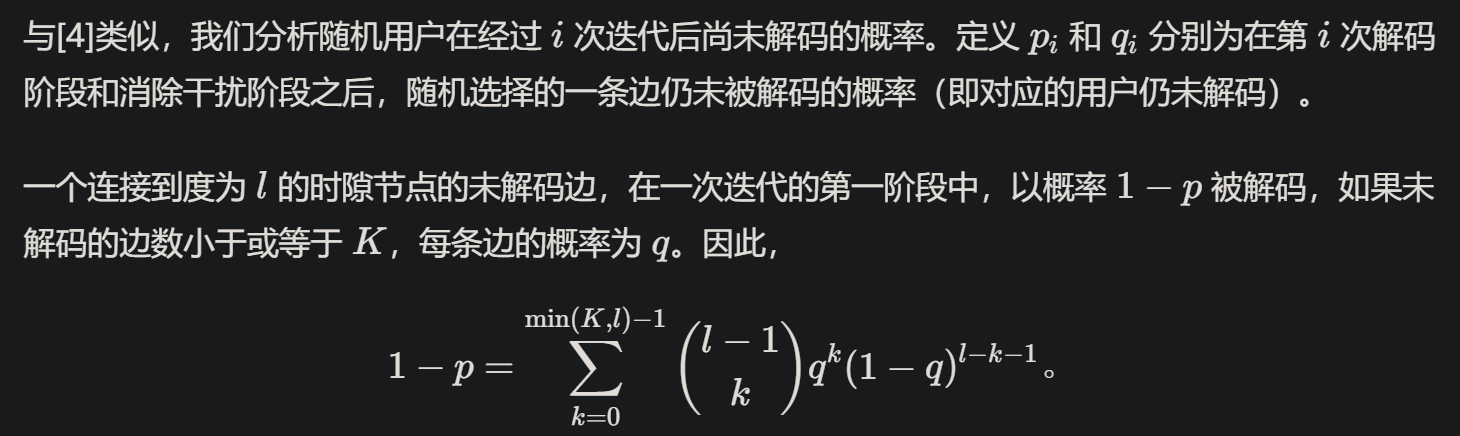 与[4]类似，我们分析随机用户在经过 i 次迭代后尚未解码的概率。定义 p_i 和 q_i 分别为在第 i 次解码
阶段和消除干扰阶段之后，随机选择的一条边仍未被解码的概率（即对应的用户仍未解码）。
一个连接到度为 l 的时隙节点的未解码边，在一次迭代的第一阶段中，以概率 1 − p 被解码，如果未
解码的边数小于或等于 K，每条边的概率为 q。因此，
1 − p = \sum_{k=0}^{\min(K,l)−1} \binom{l − 1}{k} q^k (1 − q)^{l−k−1}。